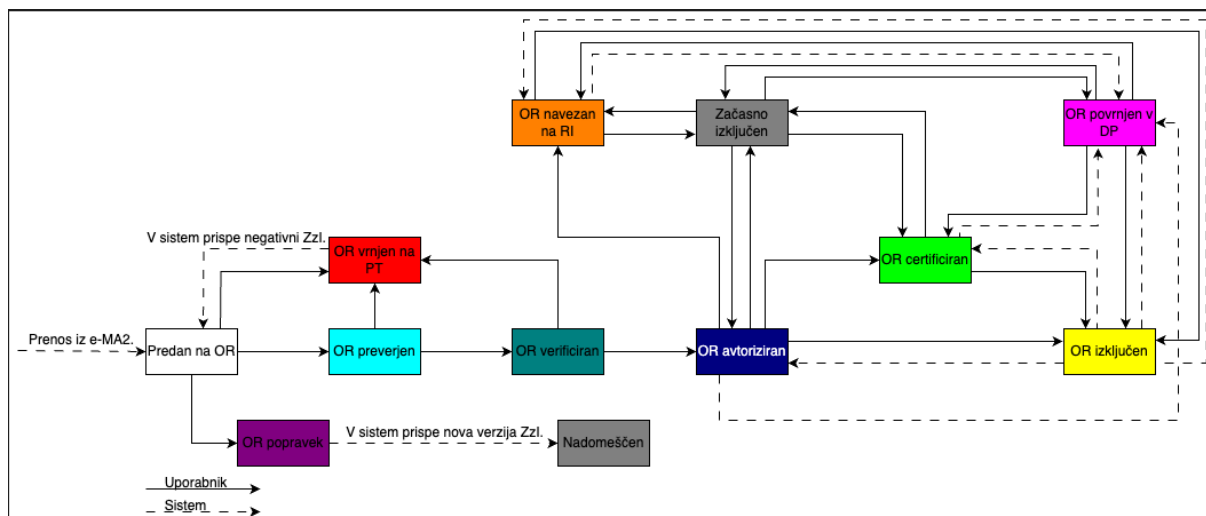 OR navezan
na RI
Začasno
izključen
OR povrnjen v
DP
V sistem prispe negativni ZzI.
OR vrnjen na
PT
OR certificiran
Prenos iz e-MA2.
Predan na OR
OR preverjen
OR verificiran
OR avtoriziran
OR izključen
OR popravek
V sistem prispe nova verzija ZzI.
Nadomeščen
Uporabnik
Sistem